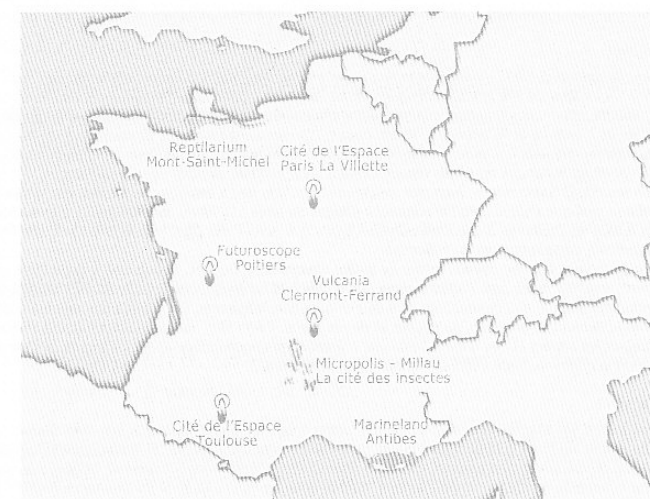 Reptilarium
Mont-Saint-Michel
Cité de l'Espace
Paris La Villette
Futuroscope
Poitiers
Vulcania
Clermont-Ferrand
Micropolis - Millau
La cité des insectes
Cité de l'Espace
Toulouse
Marineland
Antibes